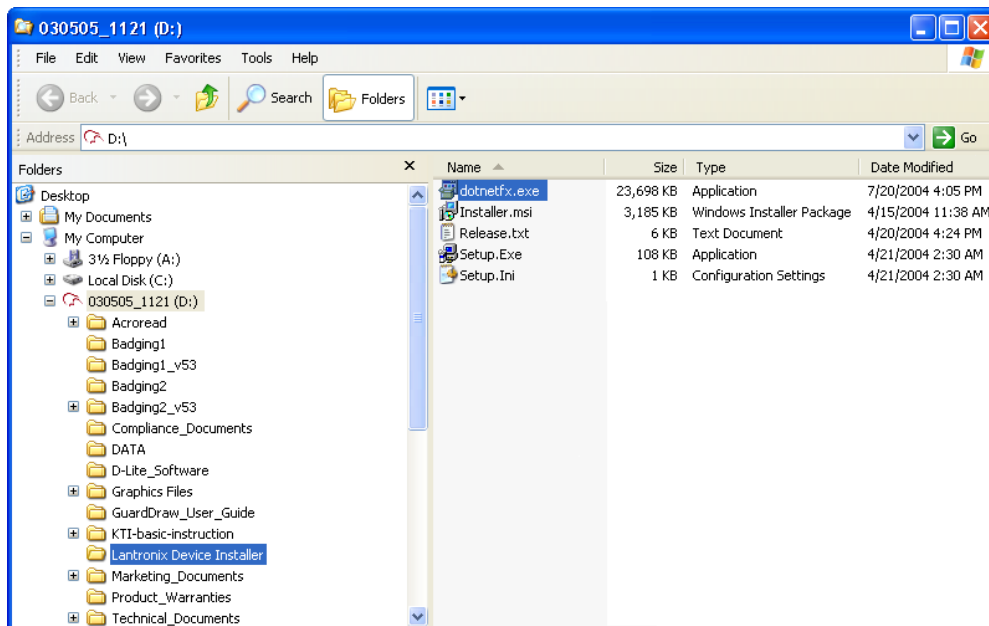 030505_1121 (D:)
File Edit View Favorites Tools Help
Back Search Folders
Address D:\ Go
Folders
Desktop
My Documents
My Computer
3½ Floppy (A:)
Local Disk (C:)
030505_1121 (D:)
Acroread
Badging1
Badging1_v53
Badging2
Badging2_v53
Compliance_Documents
DATA
D-Lite_Software
Graphics Files
GuardDraw_User_Guide
KTI-basic-instruction
Lantronix Device Installer
Marketing_Documents
Product_Warranties
Technical_Documents
Name Size Type Date Modified
dotnetfx.exe 23,698 KB Application 7/20/2004 4:05 PM
Installer.msi 3,185 KB Windows Installer Package 4/15/2004 11:38 AM
Release.txt 6 KB Text Document 4/20/2004 4:24 PM
Setup.Exe 108 KB Application 4/21/2004 2:30 AM
Setup.Ini 1 KB Configuration Settings 4/21/2004 2:30 AM